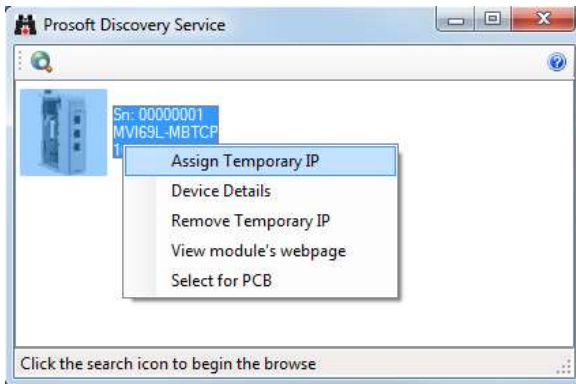 Prosoft Discovery Service
Sn: 00000001
MVI69L-MBTCP
Assign Temporary IP
Device Details
Remove Temporary IP
View module's webpage
Select for PCB
Click the search icon to begin the browse